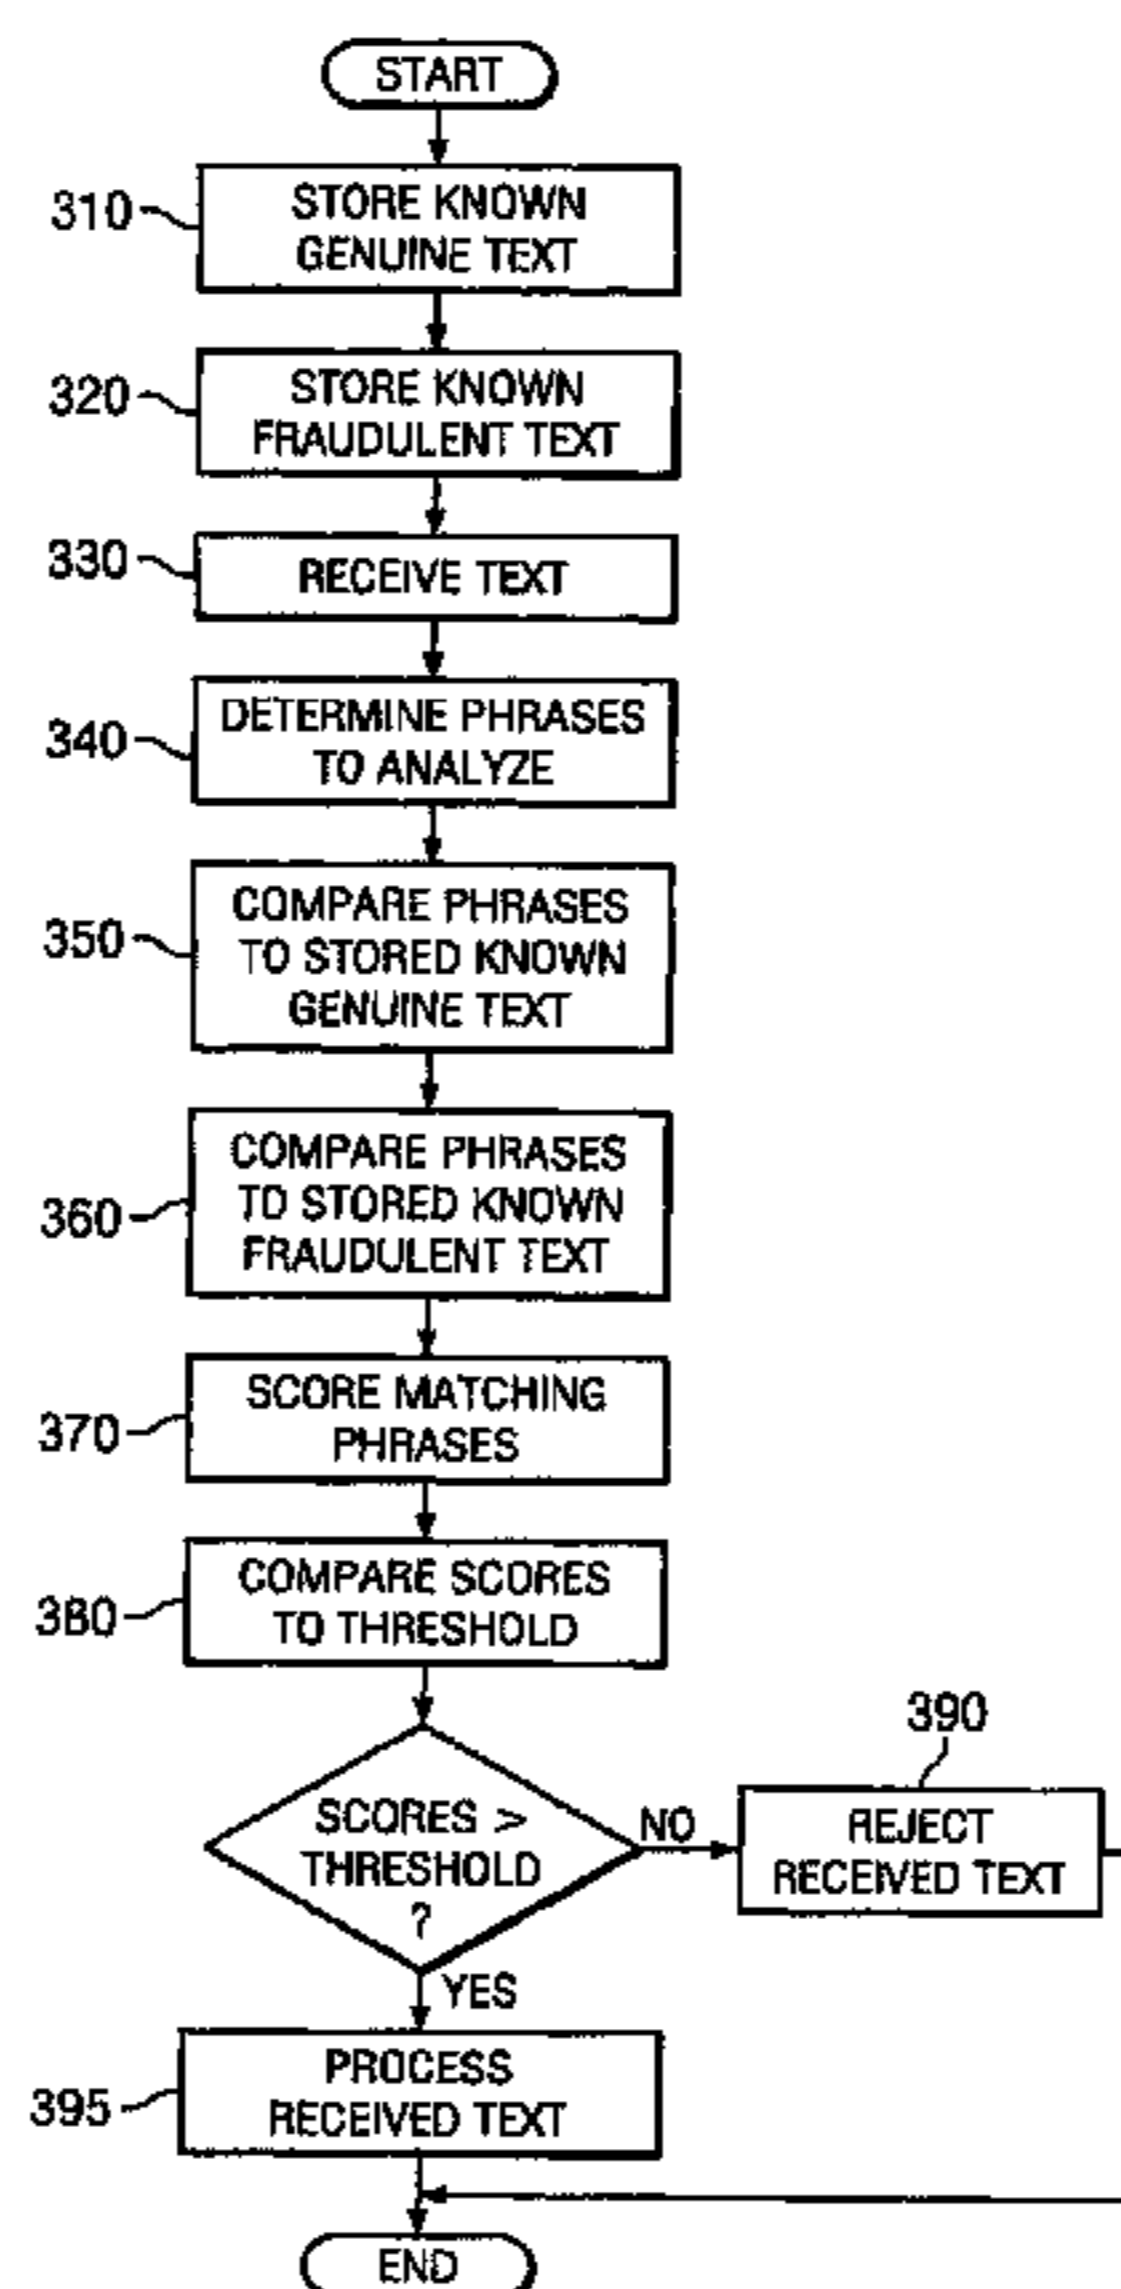 START
310
STORE KNOWN
GENUINE TEXT
320
STORE KNOWN
FRAUDULENT TEXT
330
RECEIVE TEXT
340
DETERMINE PHRASES
TO ANALYZE
350
COMPARE PHRASES
TO STORED KNOWN
GENUINE TEXT
360
COMPARE PHRASES
TO STORED KNOWN
FRAUDULENT TEXT
370
SCORE MATCHING
PHRASES
380
COMPARE SCORES
TO THRESHOLD
SCORES >
THRESHOLD
?
NO
390
REJECT
RECEIVED TEXT
YES
395
PROCESS
RECEIVED TEXT
END